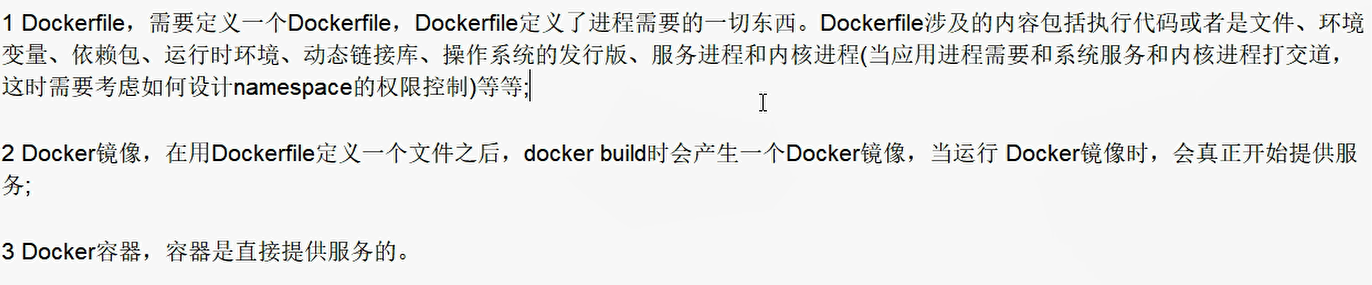 1 Dockerfile，需要定义一个Dockerfile，Dockerfile定义了进程需要的一切东西。Dockerfile涉及的内容包括执行代码或者是文件、环境
变量、依赖包、运行时环境、动态链接库、操作系统的发行版、服务进程和内核进程(当应用进程需要和系统服务和内核进程打交道，
这时需要考虑如何设计namespace的权限控制)等等;
2 Docker镜像，在用Dockerfile定义一个文件之后，docker build时会产生一个Docker镜像，当运行 Docker镜像时，会真正开始提供服
务;
3 Docker容器，容器是直接提供服务的。